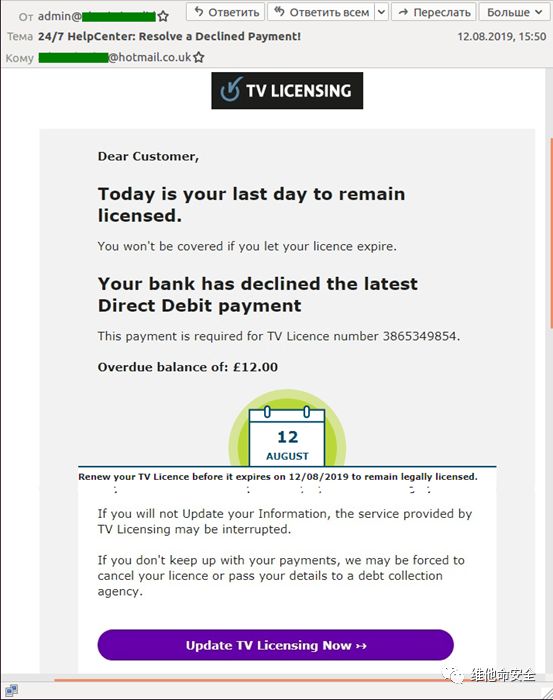 От admin@ Ответить Ответить всем Переслать Больше
Тема 24/7 HelpCenter: Resolve a Declined Payment! 12.08.2019, 15:50
Кому @hotmail.co.uk
TV LICENSING
Dear Customer,
Today is your last day to remain
licensed.
You won't be covered if you let your licence expire.
Your bank has declined the latest
Direct Debit payment
This payment is required for TV Licence number 3865349854.
Overdue balance of: £12.00
12
AUGUST
Renew your TV Licence before it expires on 12/08/2019 to remain legally licensed.
If you will not Update your Information, the service provided by
TV Licensing may be interrupted.
If you don't keep up with your payments, we may be forced to
cancel your licence or pass your details to a debt collection
agency.
Update TV Licensing Now ↣
维他命安全